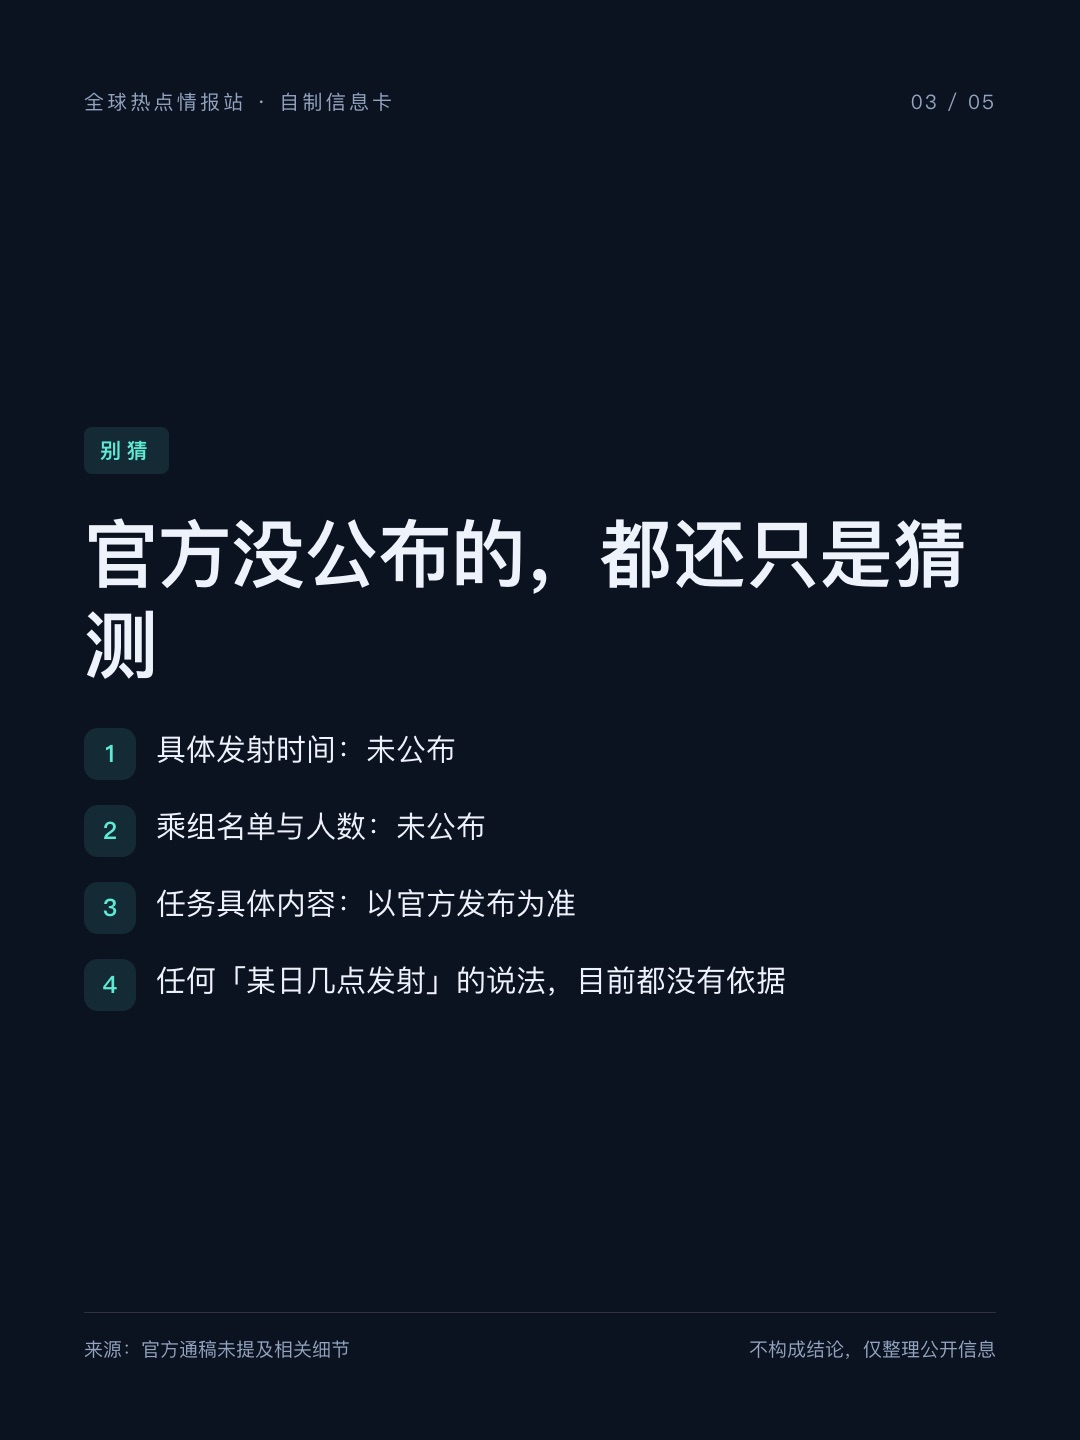 全球热点情报站 · 自制信息卡
03 / 05
别猜
官方没公布的，都还只是猜
测
1 具体发射时间：未公布
2 乘组名单与人数：未公布
3 任务具体内容：以官方发布为准
4 任何「某日几点发射」的说法，目前都没有依据
来源：官方通稿未提及相关细节
不构成结论，仅整理公开信息